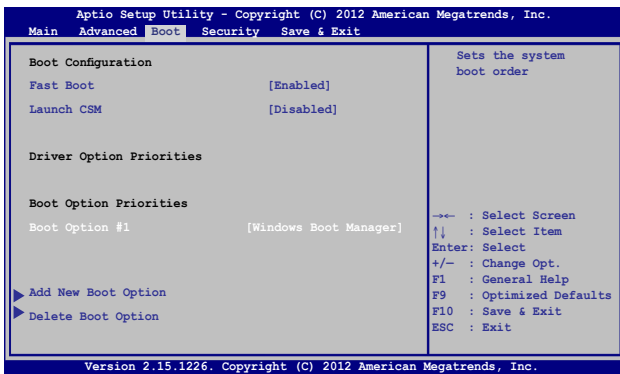 Aptio Setup Utility - Copyright (C) 2012 American Megatrends, Inc.
Main Advanced Boot Security Save & Exit
Boot Configuration
Fast Boot [Enabled]
Launch CSM [Disabled]
Driver Option Priorities
Boot Option Priorities
Boot Option #1 [Windows Boot Manager]
Add New Boot Option
Delete Boot Option
Sets the system
boot order
→← : Select Screen
↑↓ : Select Item
Enter: Select
+/— : Change Opt.
F1 : General Help
F9 : Optimized Defaults
F10 : Save & Exit
ESC : Exit
Version 2.15.1226. Copyright (C) 2012 American Megatrends, Inc.